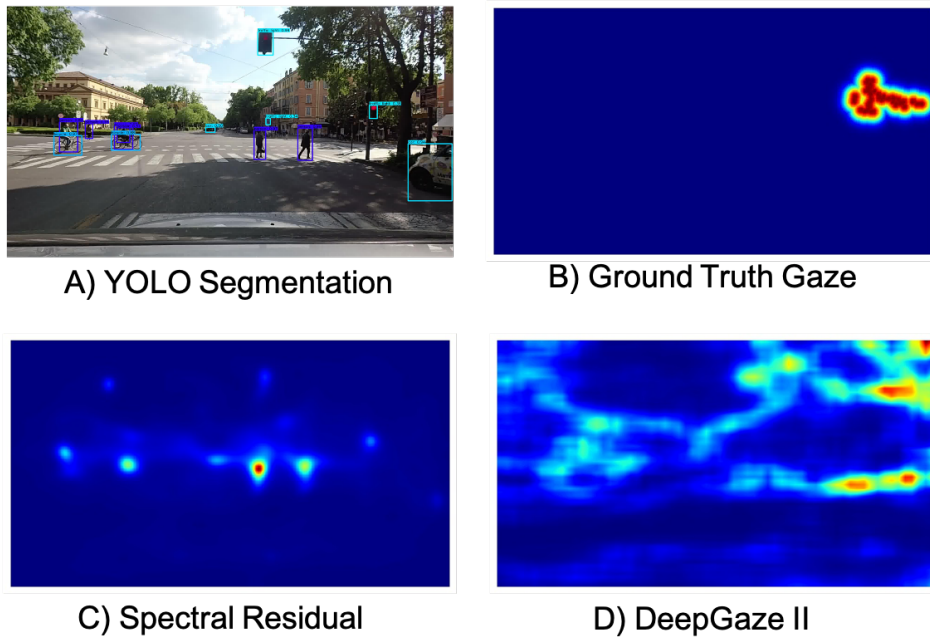 A) YOLO Segmentation
B) Ground Truth Gaze
C) Spectral Residual
D) DeepGaze II